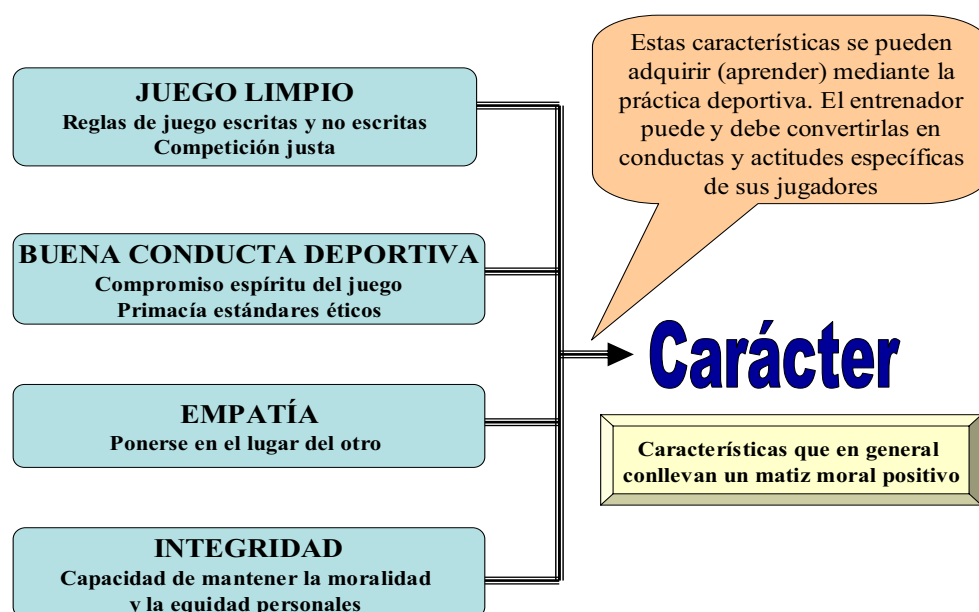 JUEGO LIMPIO
Reglas de juego escritas y no escritas
Competición justa
BUENA CONDUCTA DEPORTIVA
Compromiso espíritu del juego
Primacía estándares éticos
EMPATÍA
Ponerse en el lugar del otro
INTEGRIDAD
Capacidad de mantener la moralidad
y la equidad personales
Estas características se pueden
adquirir (aprender) mediante la
práctica deportiva. El entrenador
puede y debe convertirlas en
conductas y actitudes específicas
de sus jugadores
Carácter
Características que en general
conllevan un matiz moral positivo